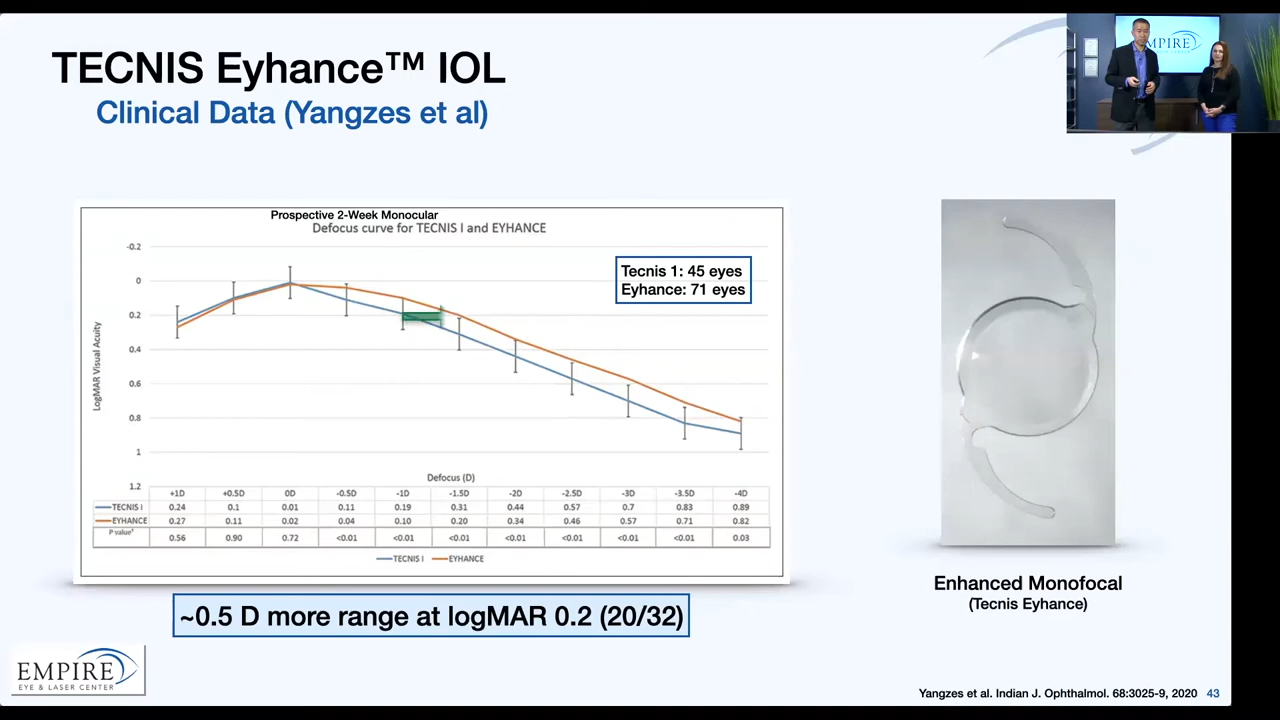 TECNIS Eyhance™ IOL
Clinical Data (Yangzes et al)
EMPIRE
Prospective 2-Week Monocular
Defocus curve for TECNIS I and EYHANCE
Tecnis 1: 45 eyes
Eyhance: 71 eyes
LogMAR Visual Acuity
-0.2
0
0.2
0.4
0.6
0.8
1
1.2
Defocus (D)
+1D +0.5D 0D -0.5D -1D -1.5D -2D -2.5D -3D -3.5D -4D
TECNIS I 0.24 0.1 0.01 0.11 0.19 0.31 0.44 0.57 0.7 0.83 0.89
EYHANCE 0.27 0.11 0.02 0.04 0.10 0.20 0.34 0.46 0.57 0.71 0.82
P value* 0.56 0.90 0.72 <0.01 <0.01 <0.01 <0.01 <0.01 <0.01 <0.01 0.03
TECNIS I EYHANCE
~0.5 D more range at logMAR 0.2 (20/32)
Enhanced Monofocal
(Tecnis Eyhance)
EMPIRE
EYE & LASER CENTER
Yangzes et al. Indian J. Ophthalmol. 68:3025-9, 2020 43